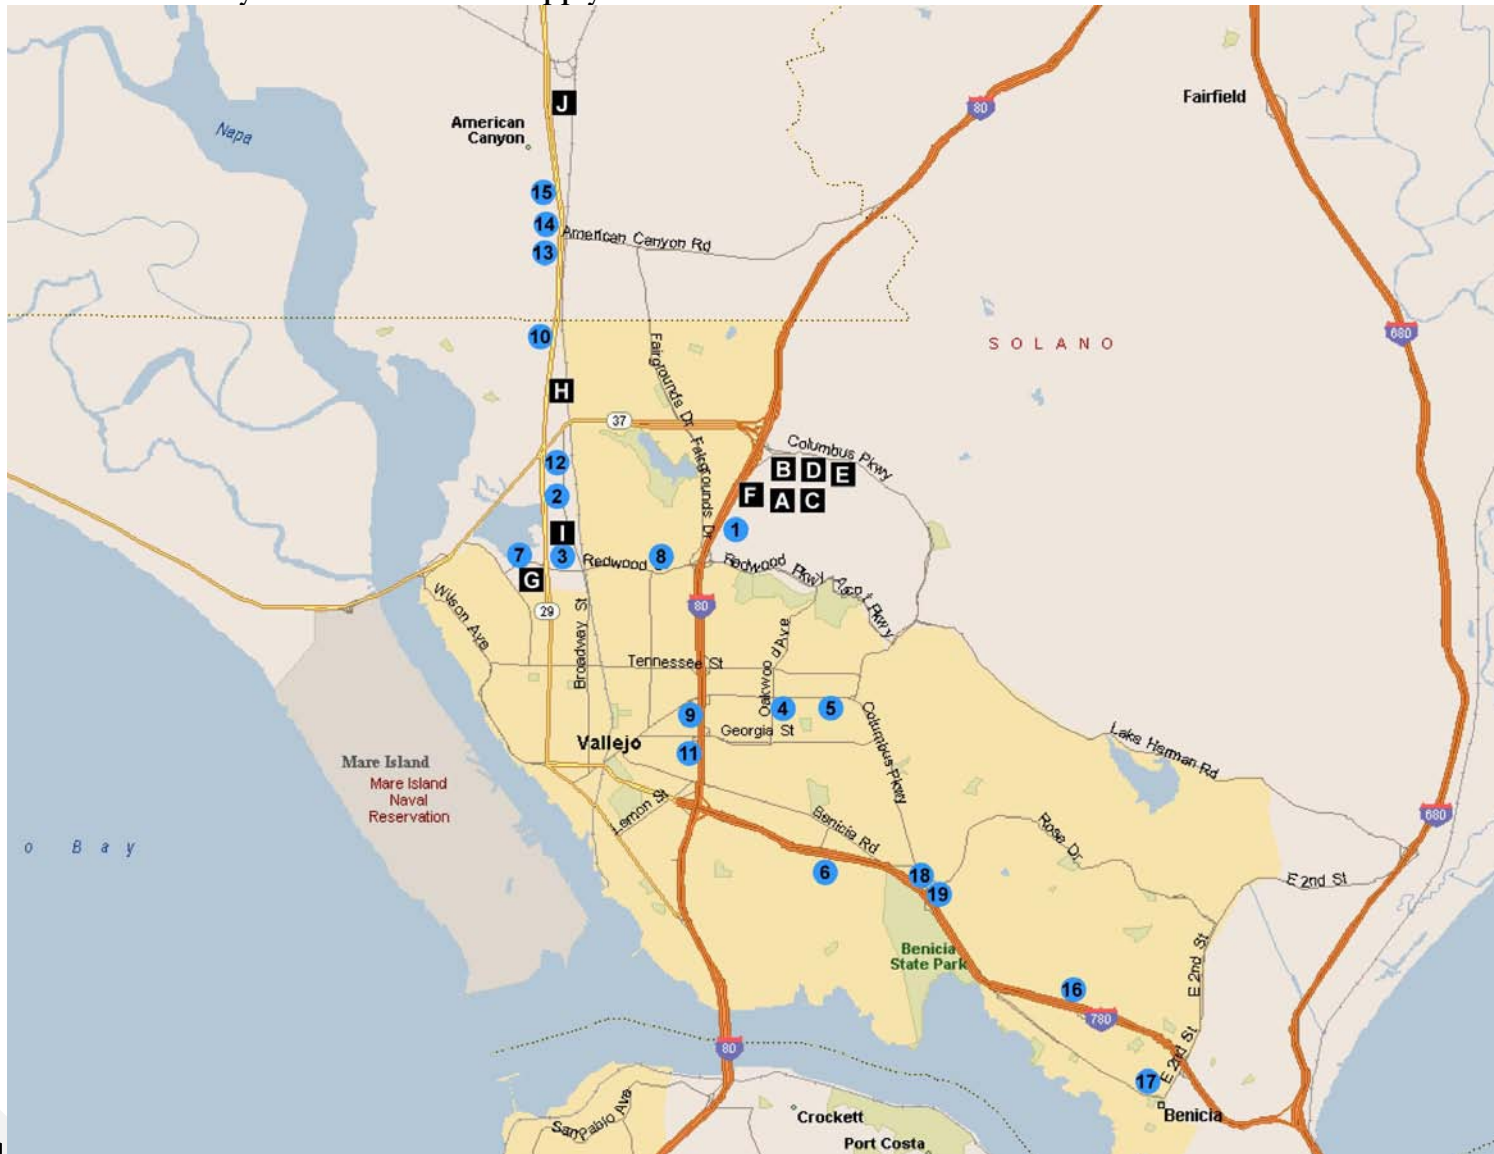 J
American
Canyon
Napa
Fairfield
80
15
14
American Canyon Rd
13
10
SOLANO
680
Fairgrounds Dr
H
37
Columbus Pkwy
Fairgrounds Dr
12
B D E
2
F A C
I
1
7
3
Redwood
8
Redwood Pkwy
G
Wilson Ave
29
Broadway St
80
Tennessee St
Oakwood Ave
9
4
5
Georgia St
Columbus Pkwy
Vallejo
11
Lake Herman Rd
Mare Island
Mare Island
Naval
Reservation
Lemon St
Benicia Rd
Rose Dr
680
o Bay
6
18
19
E 2nd St
Benicia
State Park
E 2nd St
16
780
80
E 2nd St
17
San Pablo Ave
Crockett
Benicia
Port Costa